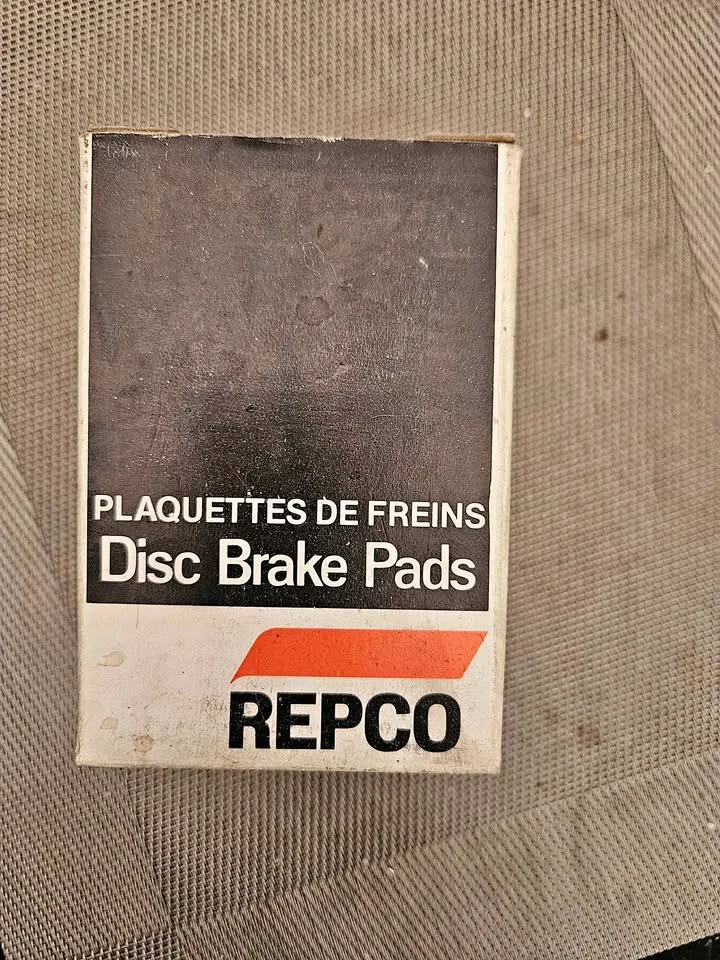 PLAQUETTES DE FREINS
Disc Brake Pads
REPCO